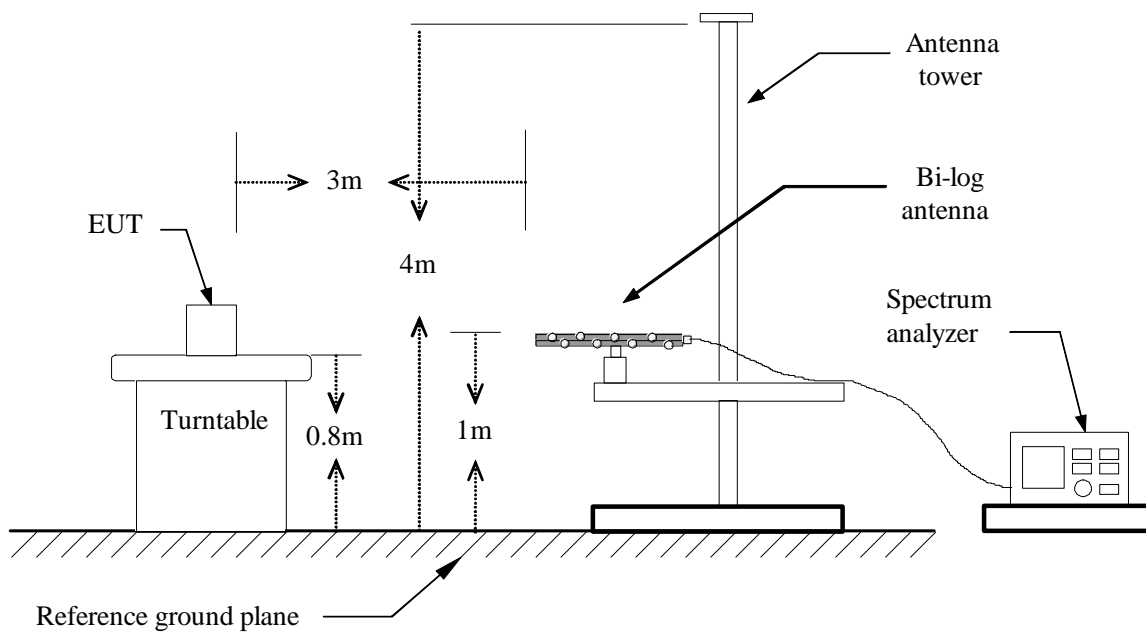 Antenna
tower
3m
Bi-log
antenna
EUT
4m
Spectrum
analyzer
Turntable
0.8m
1m
Reference ground plane